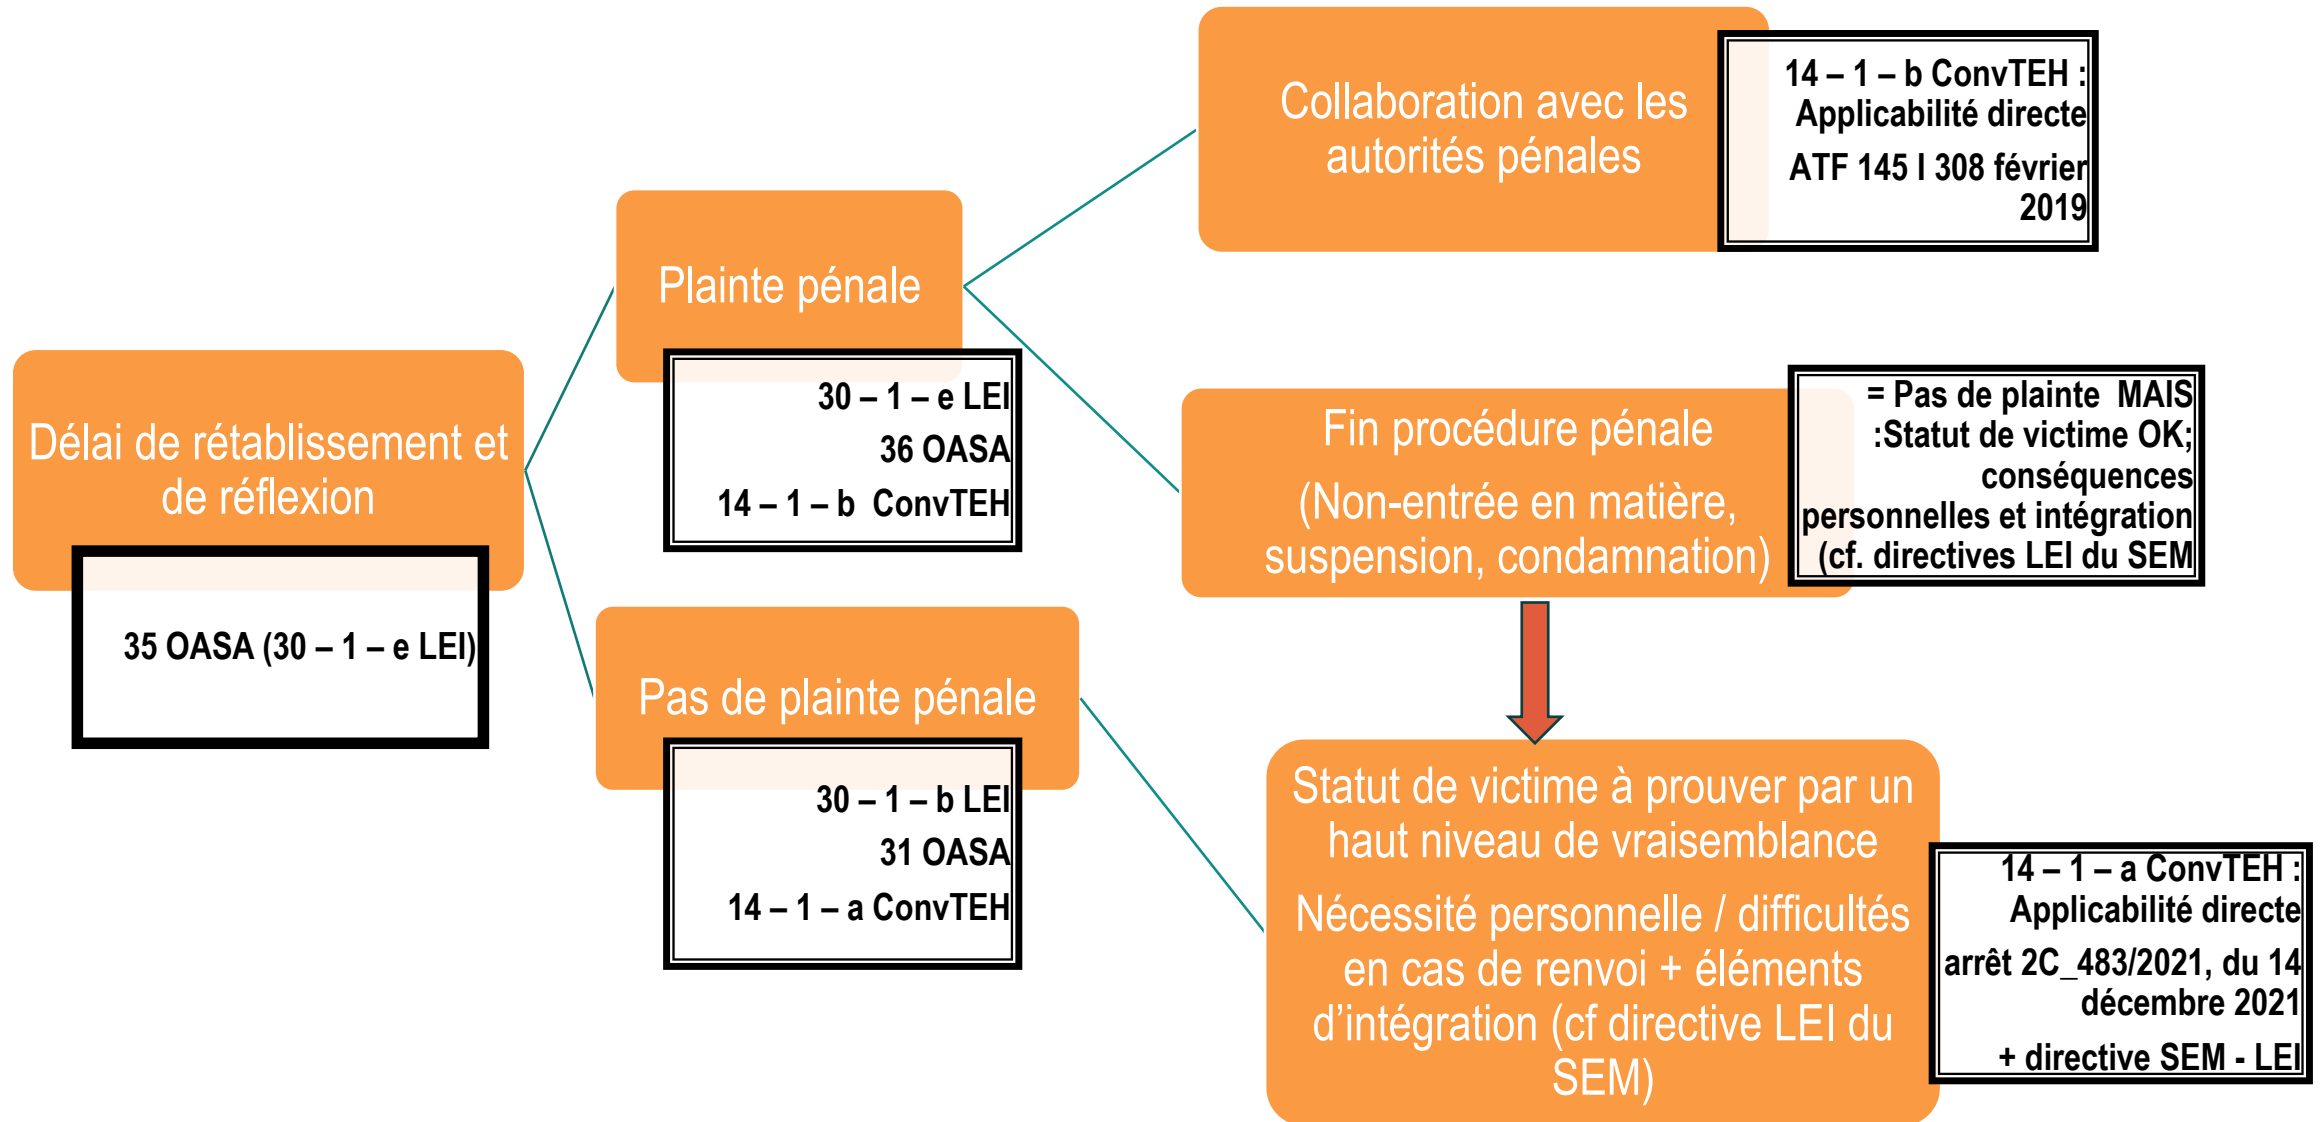 Délai de rétablissement et
de réflexion
35 OASA (30 – 1 – e LEI)
Plainte pénale
30 – 1 – e LEI
36 OASA
14 – 1 – b  ConvTEH
Pas de plainte pénale
30 – 1 – b LEI
31 OASA
14 – 1 – a ConvTEH
Collaboration avec les
autorités pénales
14 – 1 – b ConvTEH :
Applicabilité directe
ATF 145 I 308 février
2019
Fin procédure pénale
(Non-entrée en matière,
suspension, condamnation)
= Pas de plainte  MAIS
:Statut de victime OK;
conséquences
personnelles et intégration
(cf. directives LEI du SEM
Statut de victime à prouver par un
haut niveau de vraisemblance
Nécessité personnelle / difficultés
en cas de renvoi + éléments
d’intégration (cf directive LEI du
SEM)
14 – 1 – a ConvTEH :
Applicabilité directe
arrêt 2C_483/2021, du 14
décembre 2021
+ directive SEM - LEI